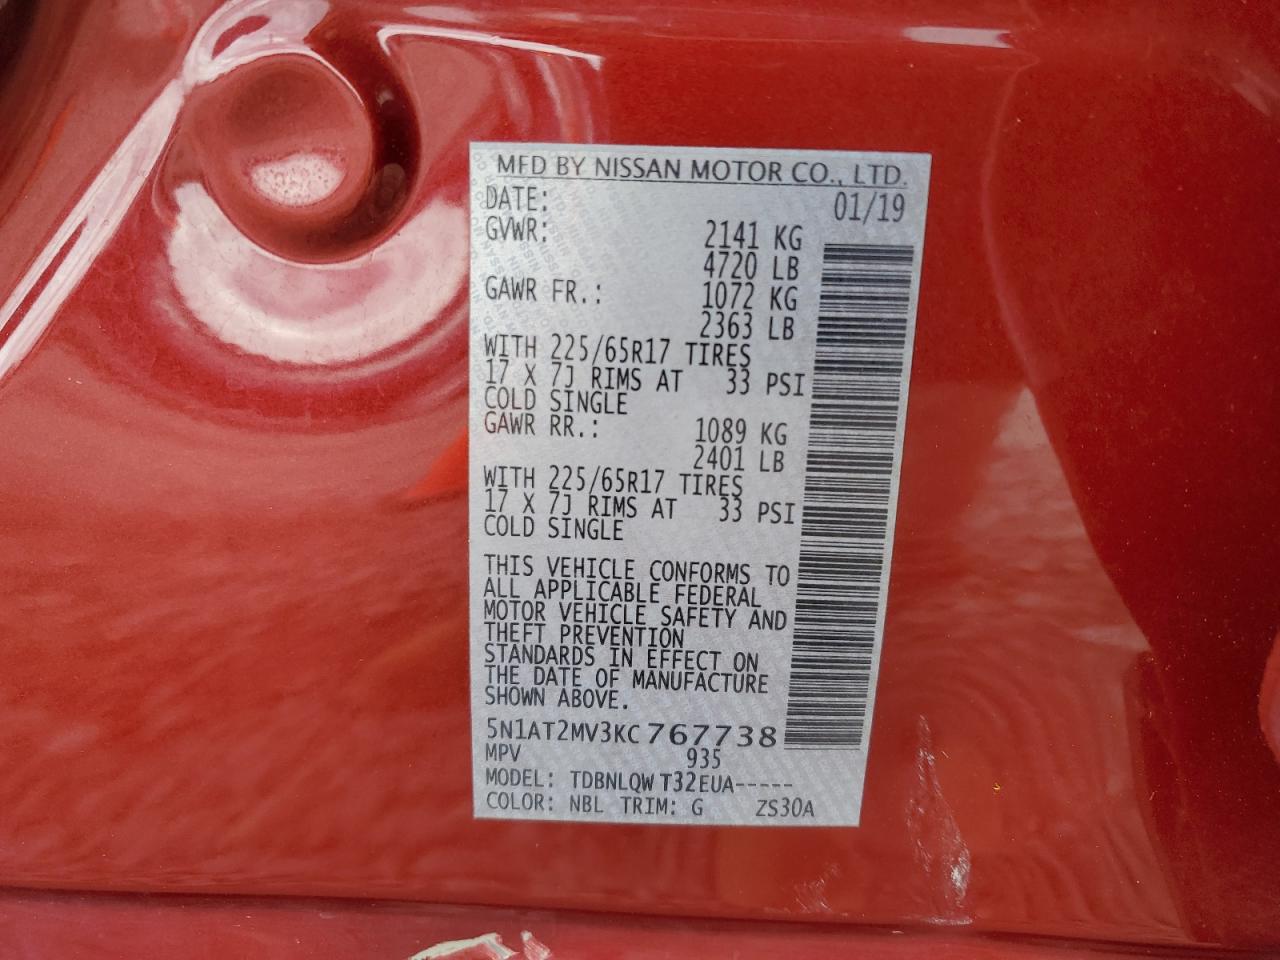 MFD BY NISSAN MOTOR CO., LTD.
DATE: 01/19
GVWR: 2141 KG
4720 LB
GAWR FR.: 1072 KG
2363 LB
WITH 225/65R17 TIRES
17 X 7J RIMS AT 33 PSI
COLD SINGLE
GAWR RR.: 1089 KG
2401 LB
WITH 225/65R17 TIRES
17 X 7J RIMS AT 33 PSI
COLD SINGLE
THIS VEHICLE CONFORMS TO
ALL APPLICABLE FEDERAL
MOTOR VEHICLE SAFETY AND
THEFT PREVENTION
STANDARDS IN EFFECT ON
THE DATE OF MANUFACTURE
SHOWN ABOVE.
5N1AT2MV3KC767738
MPV 935
MODEL: TDBNLQW T32EUA-----
COLOR: NBL TRIM: G ZS30A